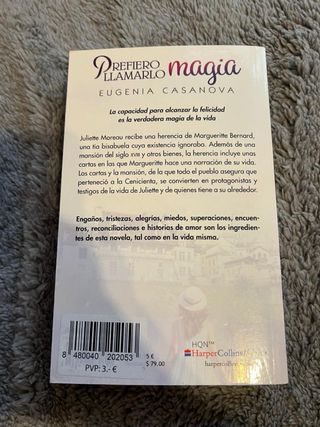 PREFIERO
LLAMARLO magia
EUGENIA CASANOVA
La capacidad para alcanzar la felicidad
es la verdadera magia de la vida
Juliette Moreau recibe una herencia de Margueritte Bernard,
una tía bisabuela cuya existencia ignoraba. Además de una
mansión del siglo XVIII y otros bienes, la herencia incluye unas
cartas en las que Margueritte hace una narración de su vida.
Las cartas y la mansión, de la que todo el pueblo asegura que
perteneció a la Cenicienta, se convierten en protagonistas y
testigos de la vida de Juliette y de quienes tiene a su alrededor.
Engaños, tristezas, alegrías, miedos, superaciones, encuen-
tros, reconciliaciones e historias de amor son los ingredientes
de esta novela, tal como en la vida misma.
8 480040 202053
5 €
$ 79.00
PVP: 3.- €
HQN™
HarperCollins